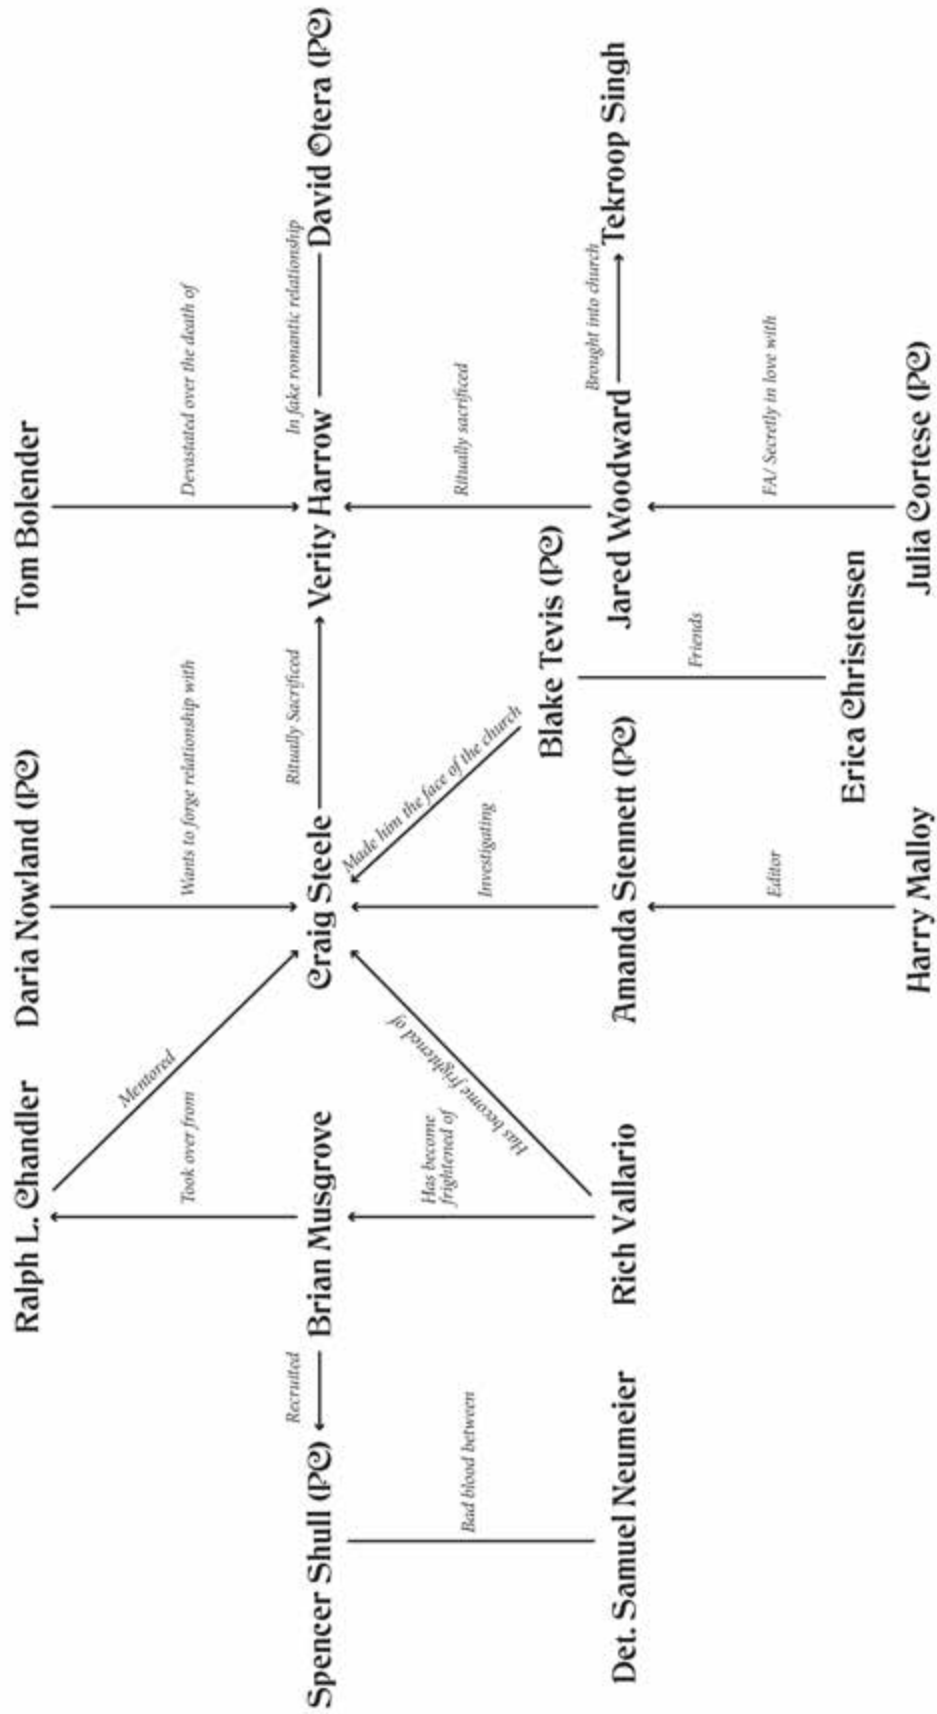 Ralph L. Chandler
Daria Nowland (PC)
Tom Bolender
Mentored
Took over from
Wants to forge relationship with
Devastated over the death of
Spencer Shull (PC)
Recruited
Brian Musgrove
Craig Steele
Ritually Sacrificed
Verity Harrow
In fake romantic relationship
David Otera (PC)
Made him the face of the church
Bad blood between
Has become
frightened of
Has become frightened of
Investigating
Ritually sacrificed
Blake Tevis (PC)
Det. Samuel Neumeier
Rich Vallario
Amanda Stennett (PC)
Jared Woodward
Brought into church
Tekroop Singh
Friends
Editor
FA/ Secretly in love with
Erica Christensen
Harry Malloy
Julia Cortese (PC)